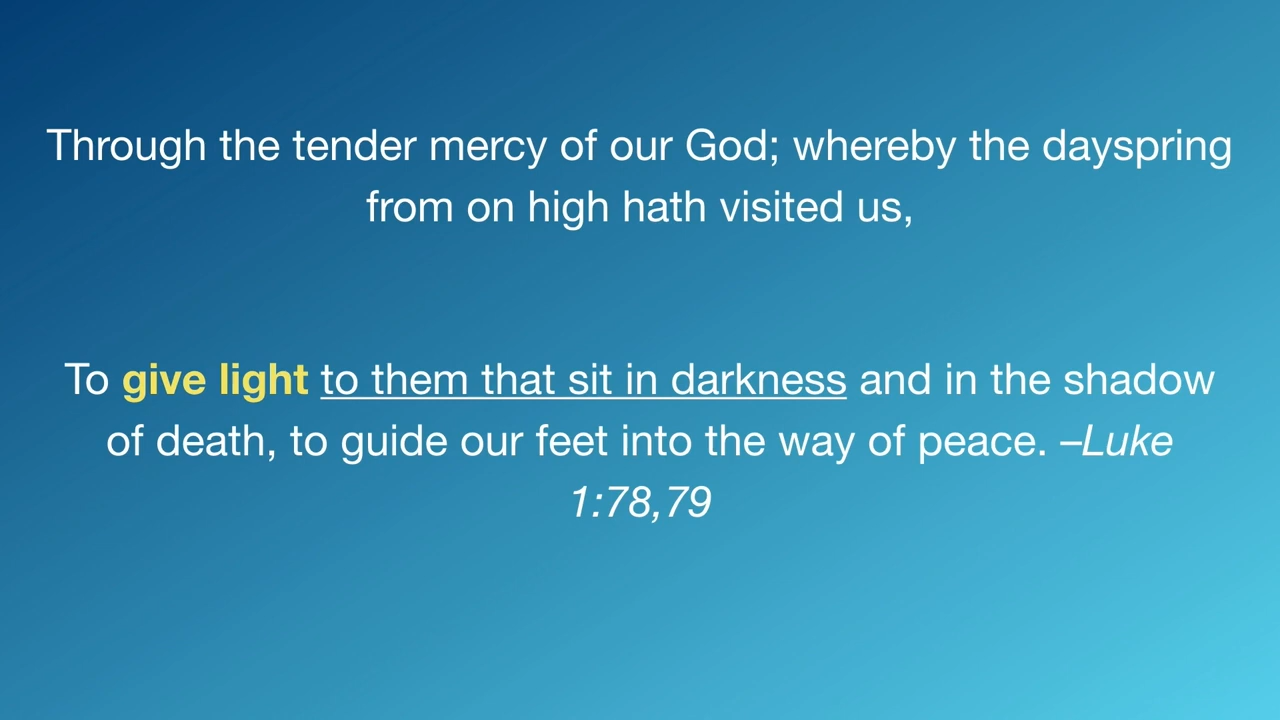 Through the tender mercy of our God; whereby the dayspring
from on high hath visited us,
To give light to them that sit in darkness and in the shadow
of death, to guide our feet into the way of peace. –Luke
1:78,79